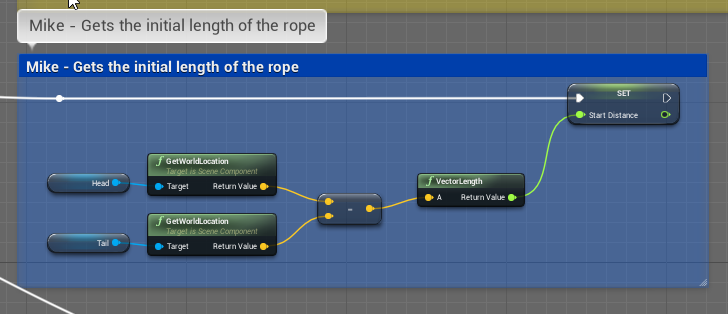 Mike - Gets the initial length of the rope
Mike - Gets the initial length of the rope
SET
Start Distance
f GetWorldLocation
Target is Scene Component
Head
Target Return Value
f VectorLength
A Return Value
-
f GetWorldLocation
Target is Scene Component
Tail
Target Return Value